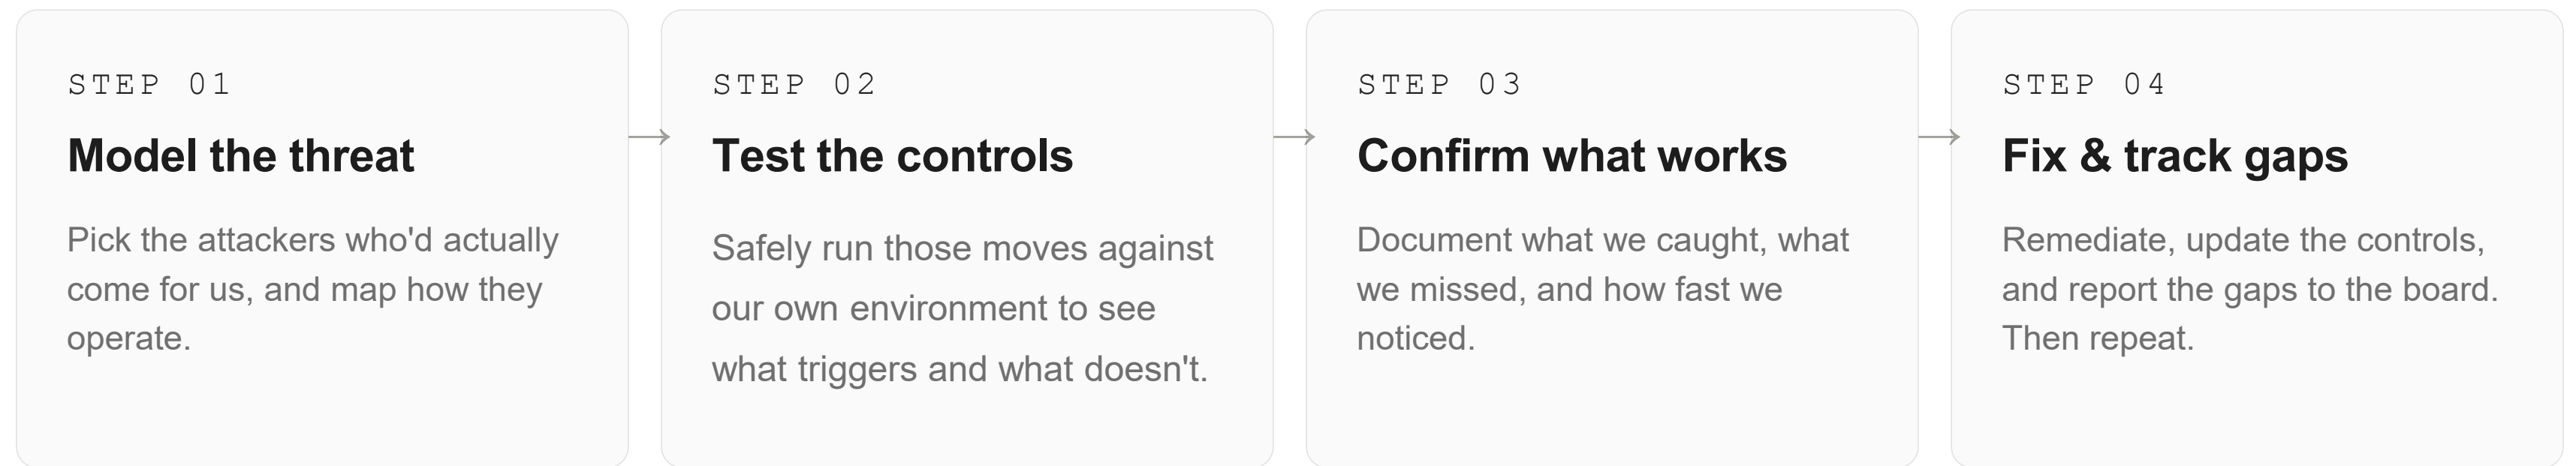 STEP 01
Model the threat
Pick the attackers who'd actually
come for us, and map how they
operate.
STEP 02
Test the controls
Safely run those moves against
our own environment to see
what triggers and what doesn't.
STEP 03
Confirm what works
Document what we caught, what
we missed, and how fast we
noticed.
STEP 04
Fix & track gaps
Remediate, update the controls,
and report the gaps to the board.
Then repeat.